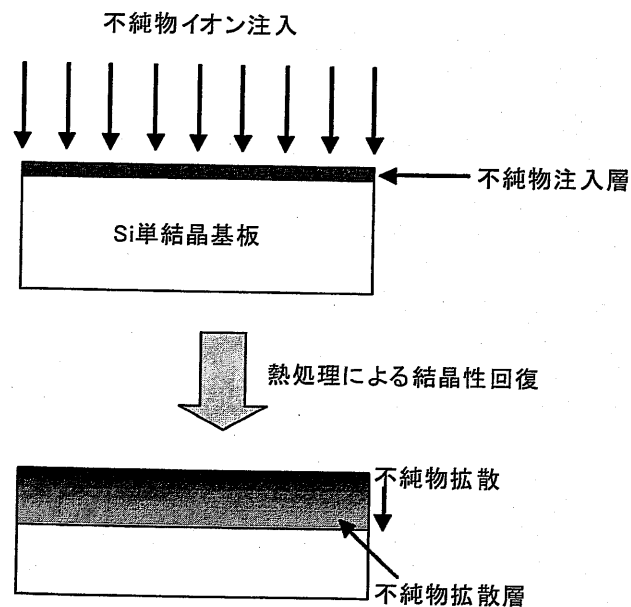 不純物イオン注入
不純物注入層
Si単結晶基板
熱処理による結晶性回復
不純物拡散
不純物拡散層